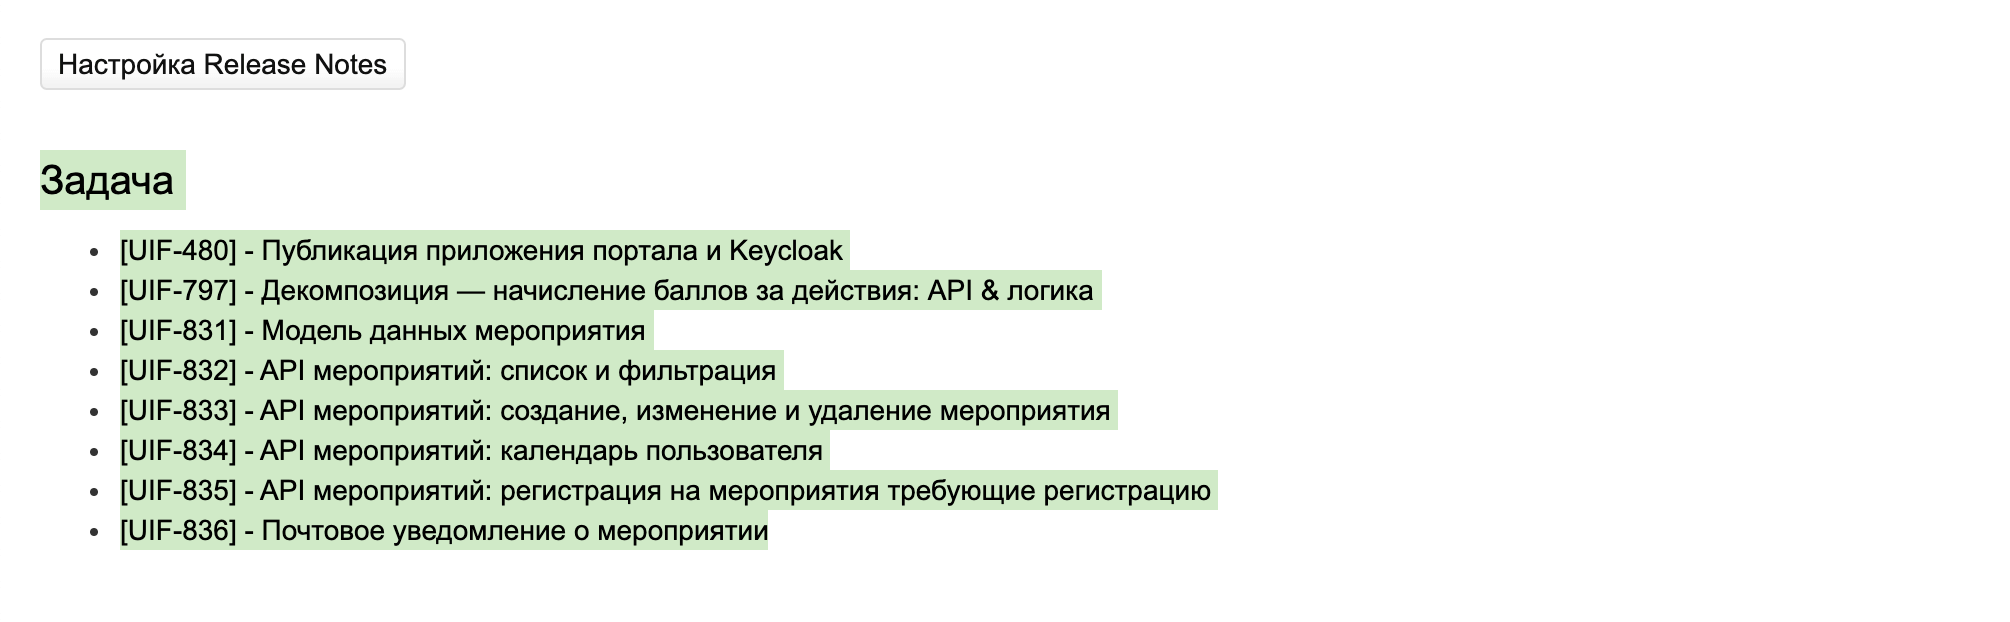 Настройка Release Notes
Задача
[UIF-480] - Публикация приложения портала и Keycloak
[UIF-797] - Декомпозиция — начисление баллов за действия: API & логика
[UIF-831] - Модель данных мероприятия
[UIF-832] - API мероприятий: список и фильтрация
[UIF-833] - API мероприятий: создание, изменение и удаление мероприятия
[UIF-834] - API мероприятий: календарь пользователя
[UIF-835] - API мероприятий: регистрация на мероприятия требующие регистрацию
[UIF-836] - Почтовое уведомление о мероприятии